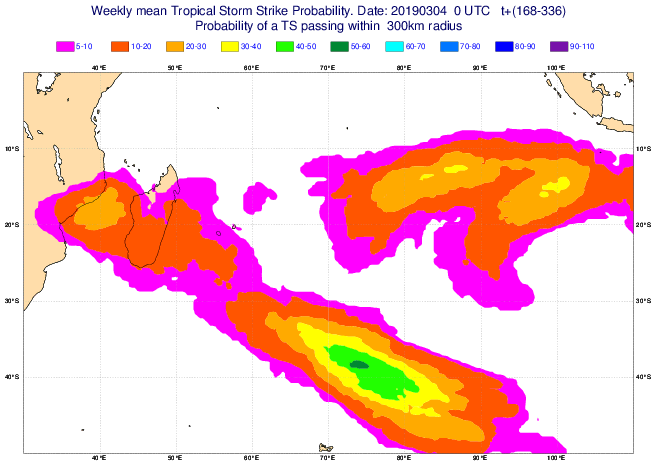 Weekly mean Tropical Storm Strike Probability. Date: 20190304 0 UTC t+(168-336)
Probability of a TS passing within 300km radius
5-10 10-20 20-30 30-40 40-50 50-60 60-70 70-80 80-90 90-110
40°E 50°E 60°E 70°E 80°E 90°E 100°E
10°S 10°S
20°S 20°S
30°S 30°S
40°S 40°S
40°E 50°E 60°E 70°E 80°E 90°E 100°E